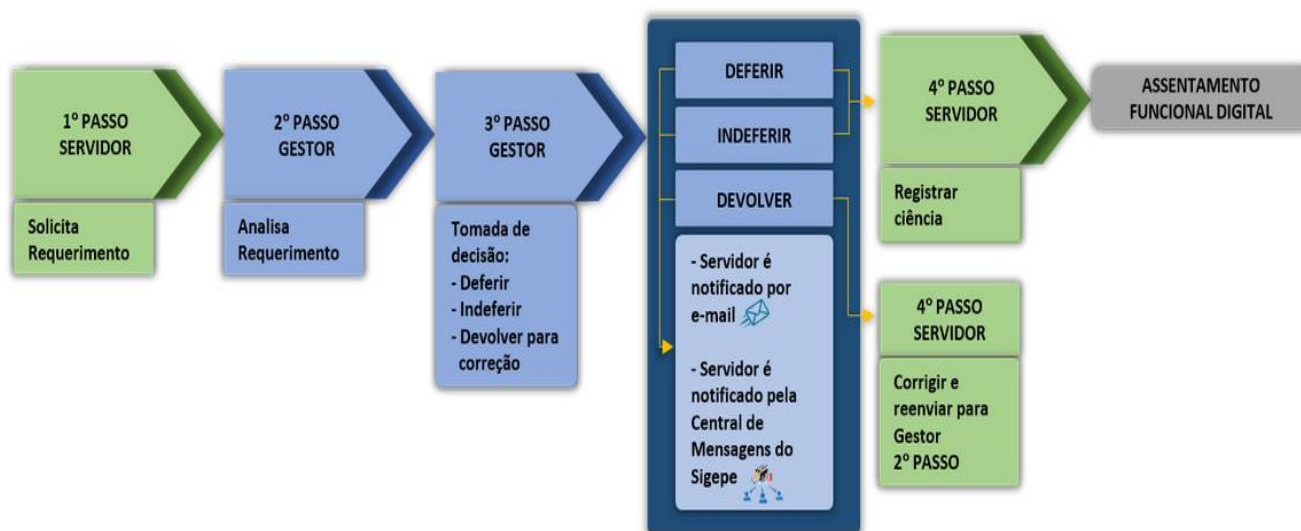 1º PASSO
SERVIDOR
Solicita
Requerimento
2º PASSO
GESTOR
Analisa
Requerimento
3º PASSO
GESTOR
Tomada de
decisão:
- Deferir
- Indeferir
- Devolver para
correção
DEFERIR
INDEFERIR
DEVOLVER
- Servidor é
notificado por
e-mail
- Servidor é
notificado pela
Central de
Mensagens do
Sigepe
4º PASSO
SERVIDOR
Registrar
ciência
4º PASSO
SERVIDOR
Corrigir e
reenviar para
Gestor
2º PASSO
ASSENTAMENTO
FUNCIONAL DIGITAL